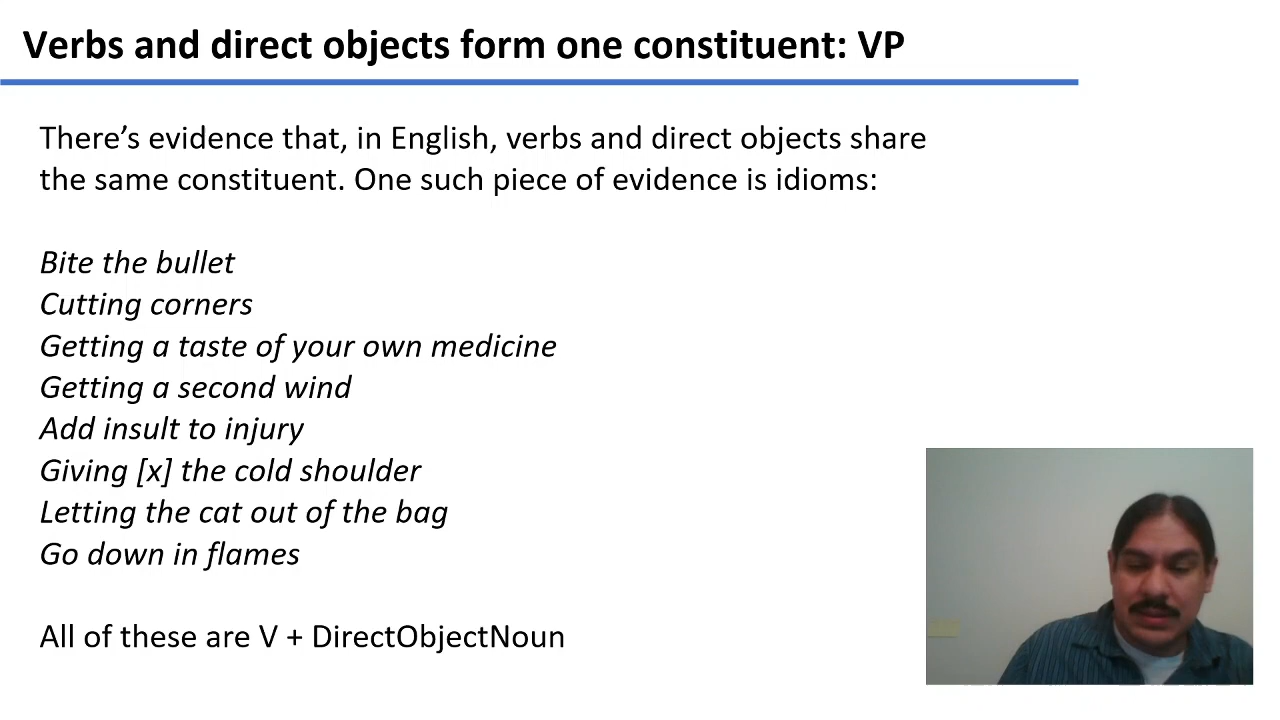 Verbs and direct objects form one constituent: VP
There’s evidence that, in English, verbs and direct objects share
the same constituent. One such piece of evidence is idioms:
Bite the bullet
Cutting corners
Getting a taste of your own medicine
Getting a second wind
Add insult to injury
Giving [x] the cold shoulder
Letting the cat out of the bag
Go down in flames
All of these are V + DirectObjectNoun